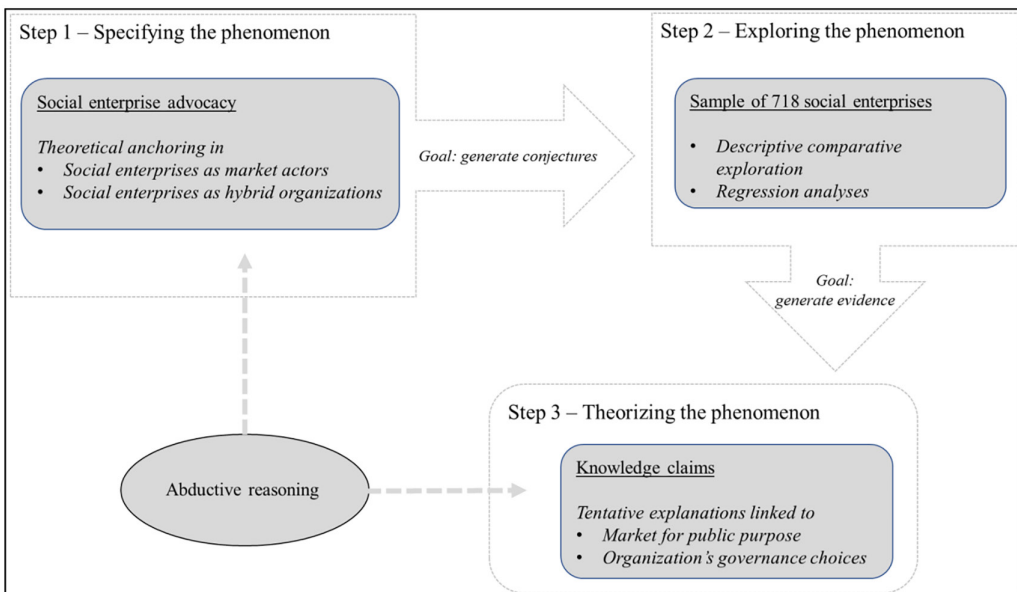 Step 1 – Specifying the phenomenon
Social enterprise advocacy
Theoretical anchoring in
• Social enterprises as market actors
• Social enterprises as hybrid organizations
Goal: generate conjectures
Step 2 – Exploring the phenomenon
Sample of 718 social enterprises
• Descriptive comparative
exploration
• Regression analyses
Goal:
generate evidence
Step 3 – Theorizing the phenomenon
Knowledge claims
Tentative explanations linked to
• Market for public purpose
• Organization's governance choices
Abductive reasoning